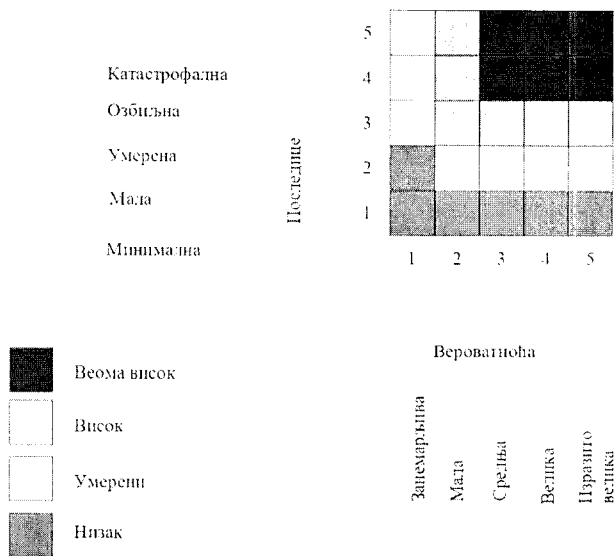 5
Катастрофална
4
Озбиљна
3
Умерена
2
Мала
1
Минимална
Последице
1 2 3 4 5
Вероватноћа
Занемарљива
Мала
Средња
Велика
Изразито
велика
Веома висок
Висок
Умерени
Низак